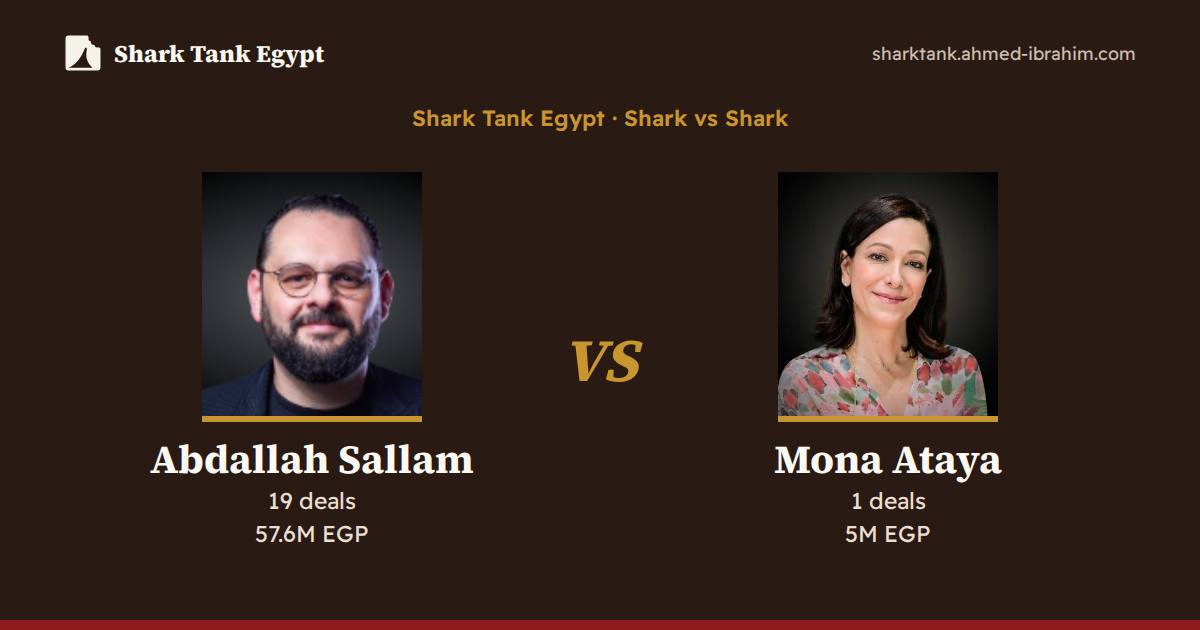 Shark Tank Egypt
sharktank.ahmed-ibrahim.com
Shark Tank Egypt · Shark vs Shark
VS
Abdallah Sallam
19 deals
57.6M EGP
Mona Ataya
1 deals
5M EGP